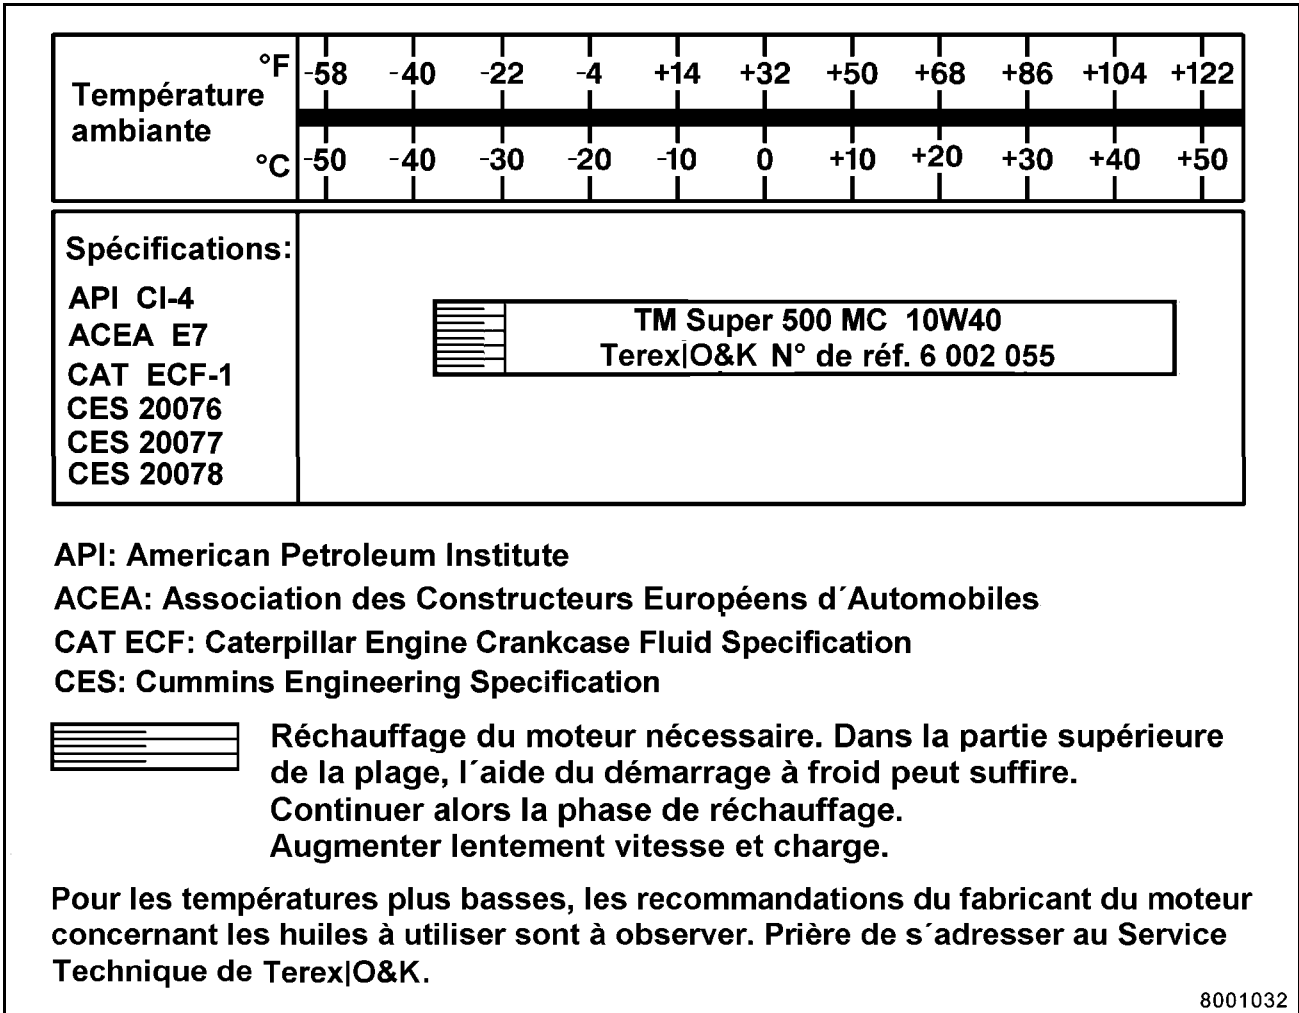 °F -58 -40 -22 -4 +14 +32 +50 +68 +86 +104 +122
Température
ambiante
°C -50 -40 -30 -20 -10 0 +10 +20 +30 +40 +50
Spécifications:
API CI-4
ACEA E7
CAT ECF-1
CES 20076
CES 20077
CES 20078
TM Super 500 MC 10W40
Terex|O&K N° de réf. 6 002 055
API: American Petroleum Institute
ACEA: Association des Constructeurs Européens d´Automobiles
CAT ECF: Caterpillar Engine Crankcase Fluid Specification
CES: Cummins Engineering Specification
Réchauffage du moteur nécessaire. Dans la partie supérieure
de la plage, l´aide du démarrage à froid peut suffire.
Continuer alors la phase de réchauffage.
Augmenter lentement vitesse et charge.
Pour les températures plus basses, les recommandations du fabricant du moteur
concernant les huiles à utiliser sont à observer. Prière de s´adresser au Service
Technique de Terex|O&K.
8001032